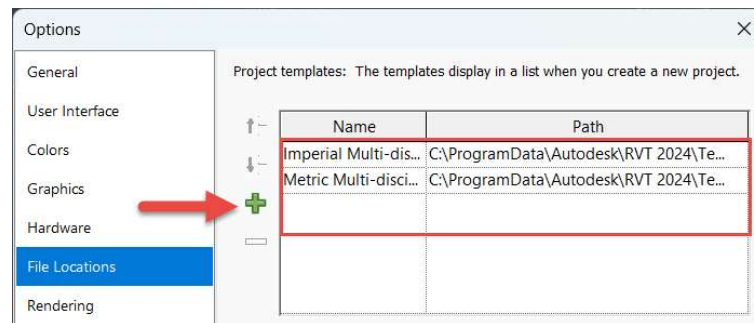 Options
General
User Interface
Colors
Graphics
Hardware
File Locations
Rendering
Project templates: The templates display in a list when you create a new project.
Name Path
Imperial Multi-dis... C:\ProgramData\Autodesk\RVT 2024\Te...
Metric Multi-disci... C:\ProgramData\Autodesk\RVT 2024\Te...